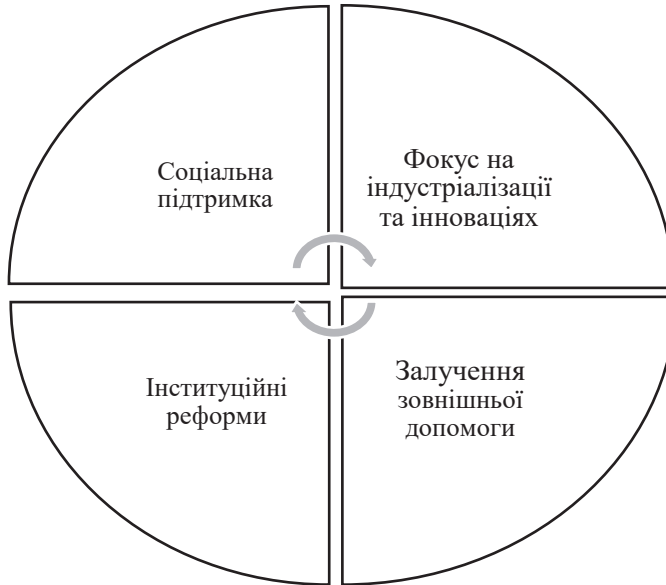 Соціальна
підтримка
Фокус на
індустріалізації
та інноваціях
Інституційні
реформи
Залучення
зовнішньої
допомоги